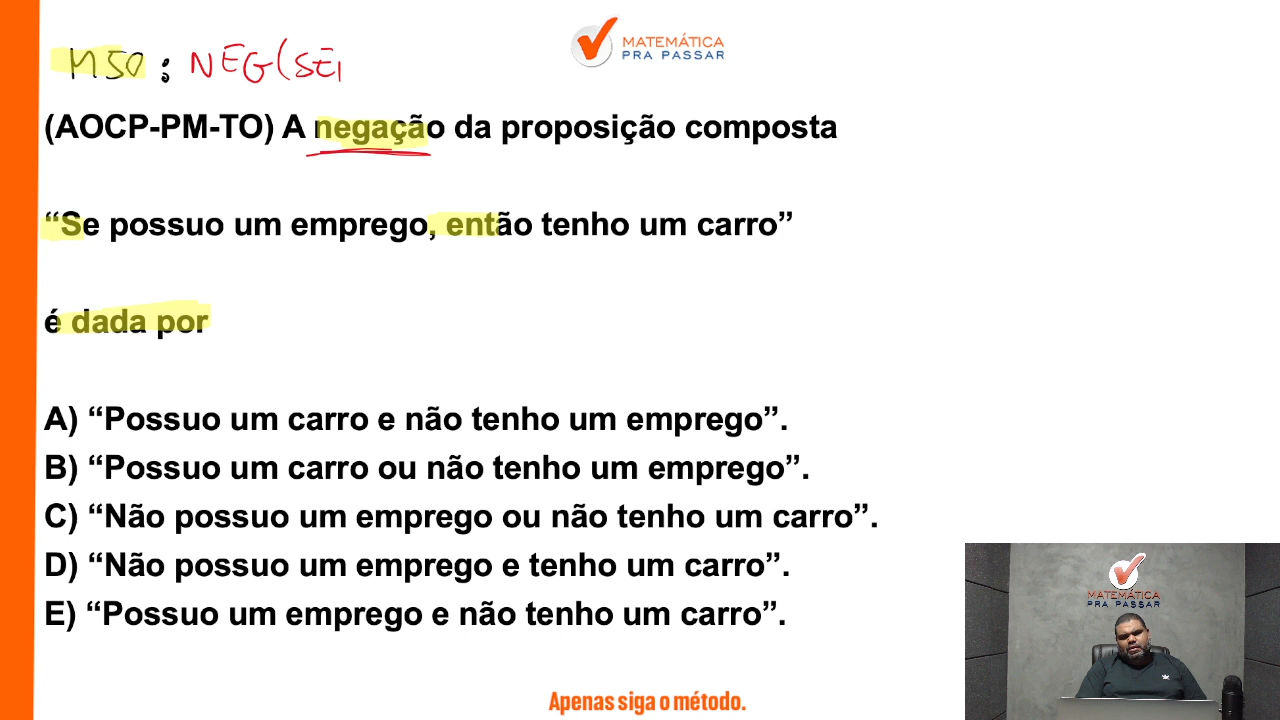 M50 : NEG(SE
MATEMÁTICA
PRA PASSAR
(AOCP-PM-TO) A negação da proposição composta
“Se possuo um emprego, então tenho um carro”
é dada por
A) “Possuo um carro e não tenho um emprego”.
B) “Possuo um carro ou não tenho um emprego”.
C) “Não possuo um emprego ou não tenho um carro”.
D) “Não possuo um emprego e tenho um carro”.
E) “Possuo um emprego e não tenho um carro”.
MATEMÁTICA
PRA PASSAR
Apenas siga o método.